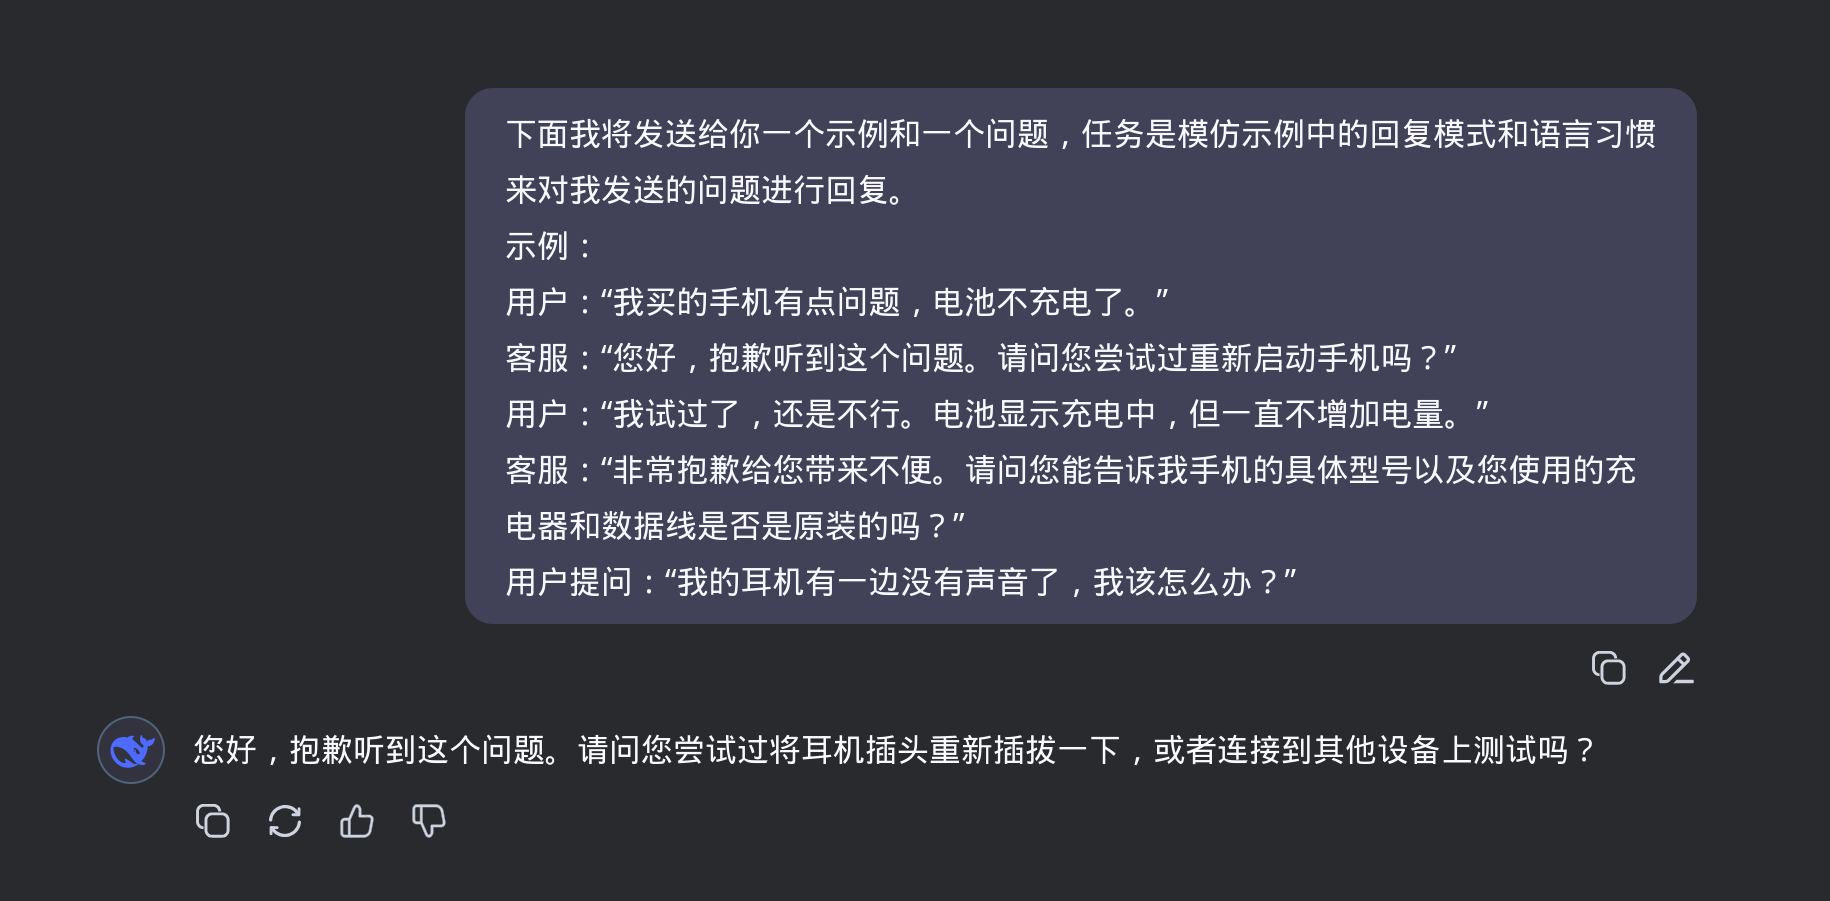 下面我将发送给你一个示例和一个问题，任务是模仿示例中的回复模式和语言习惯
来对我发送的问题进行回复。
示例：
用户：“我买的手机有点问题，电池不充电了。”
客服：“您好，抱歉听到这个问题。请问您尝试过重新启动手机吗？”
用户：“我试过了，还是不行。电池显示充电中，但一直不增加电量。”
客服：“非常抱歉给您带来不便。请问您能告诉我手机的具体型号以及您使用的充
电器和数据线是否是原装的吗？”
用户提问：“我的耳机有一边没有声音了，我该怎么办？”
您好，抱歉听到这个问题。请问您尝试过将耳机插头重新插拔一下，或者连接到其他设备上测试吗？